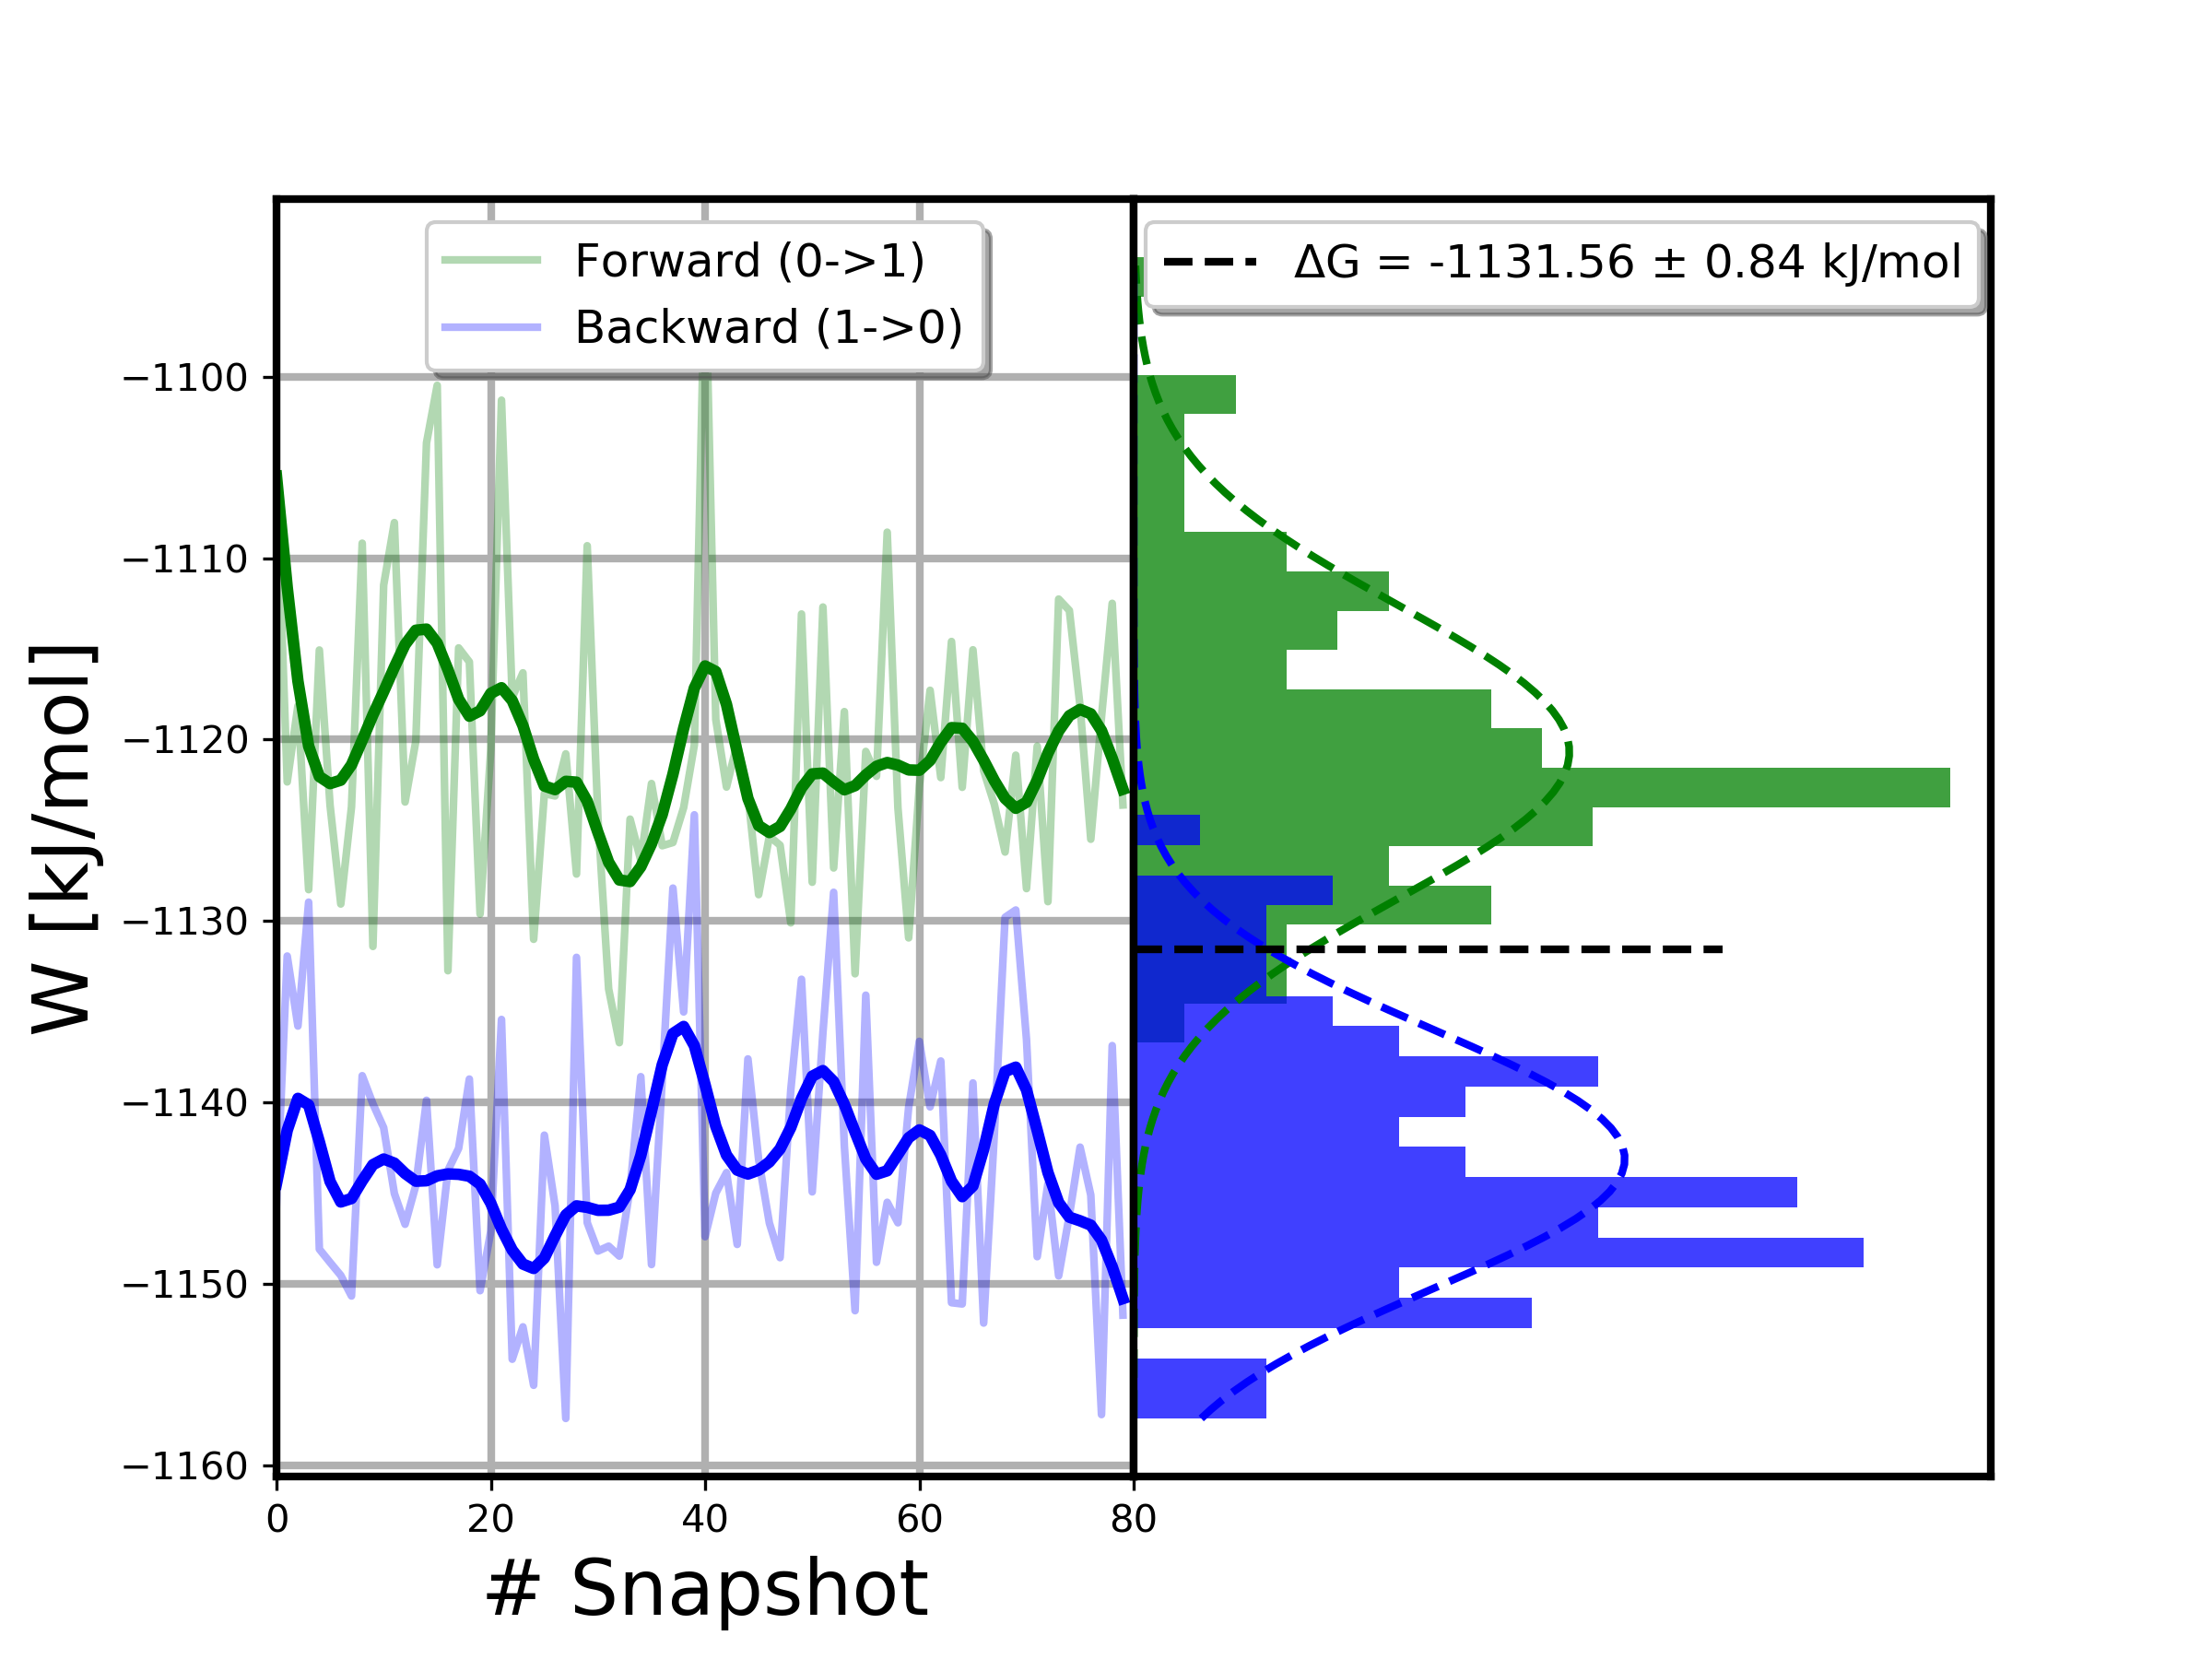 Forward (0->1)
Backward (1->0)
ΔG = -1131.56 ± 0.84 kJ/mol
W [kJ/mol]
−1100
−1110
−1120
−1130
−1140
−1150
−1160
0 20 40 60 80
# Snapshot